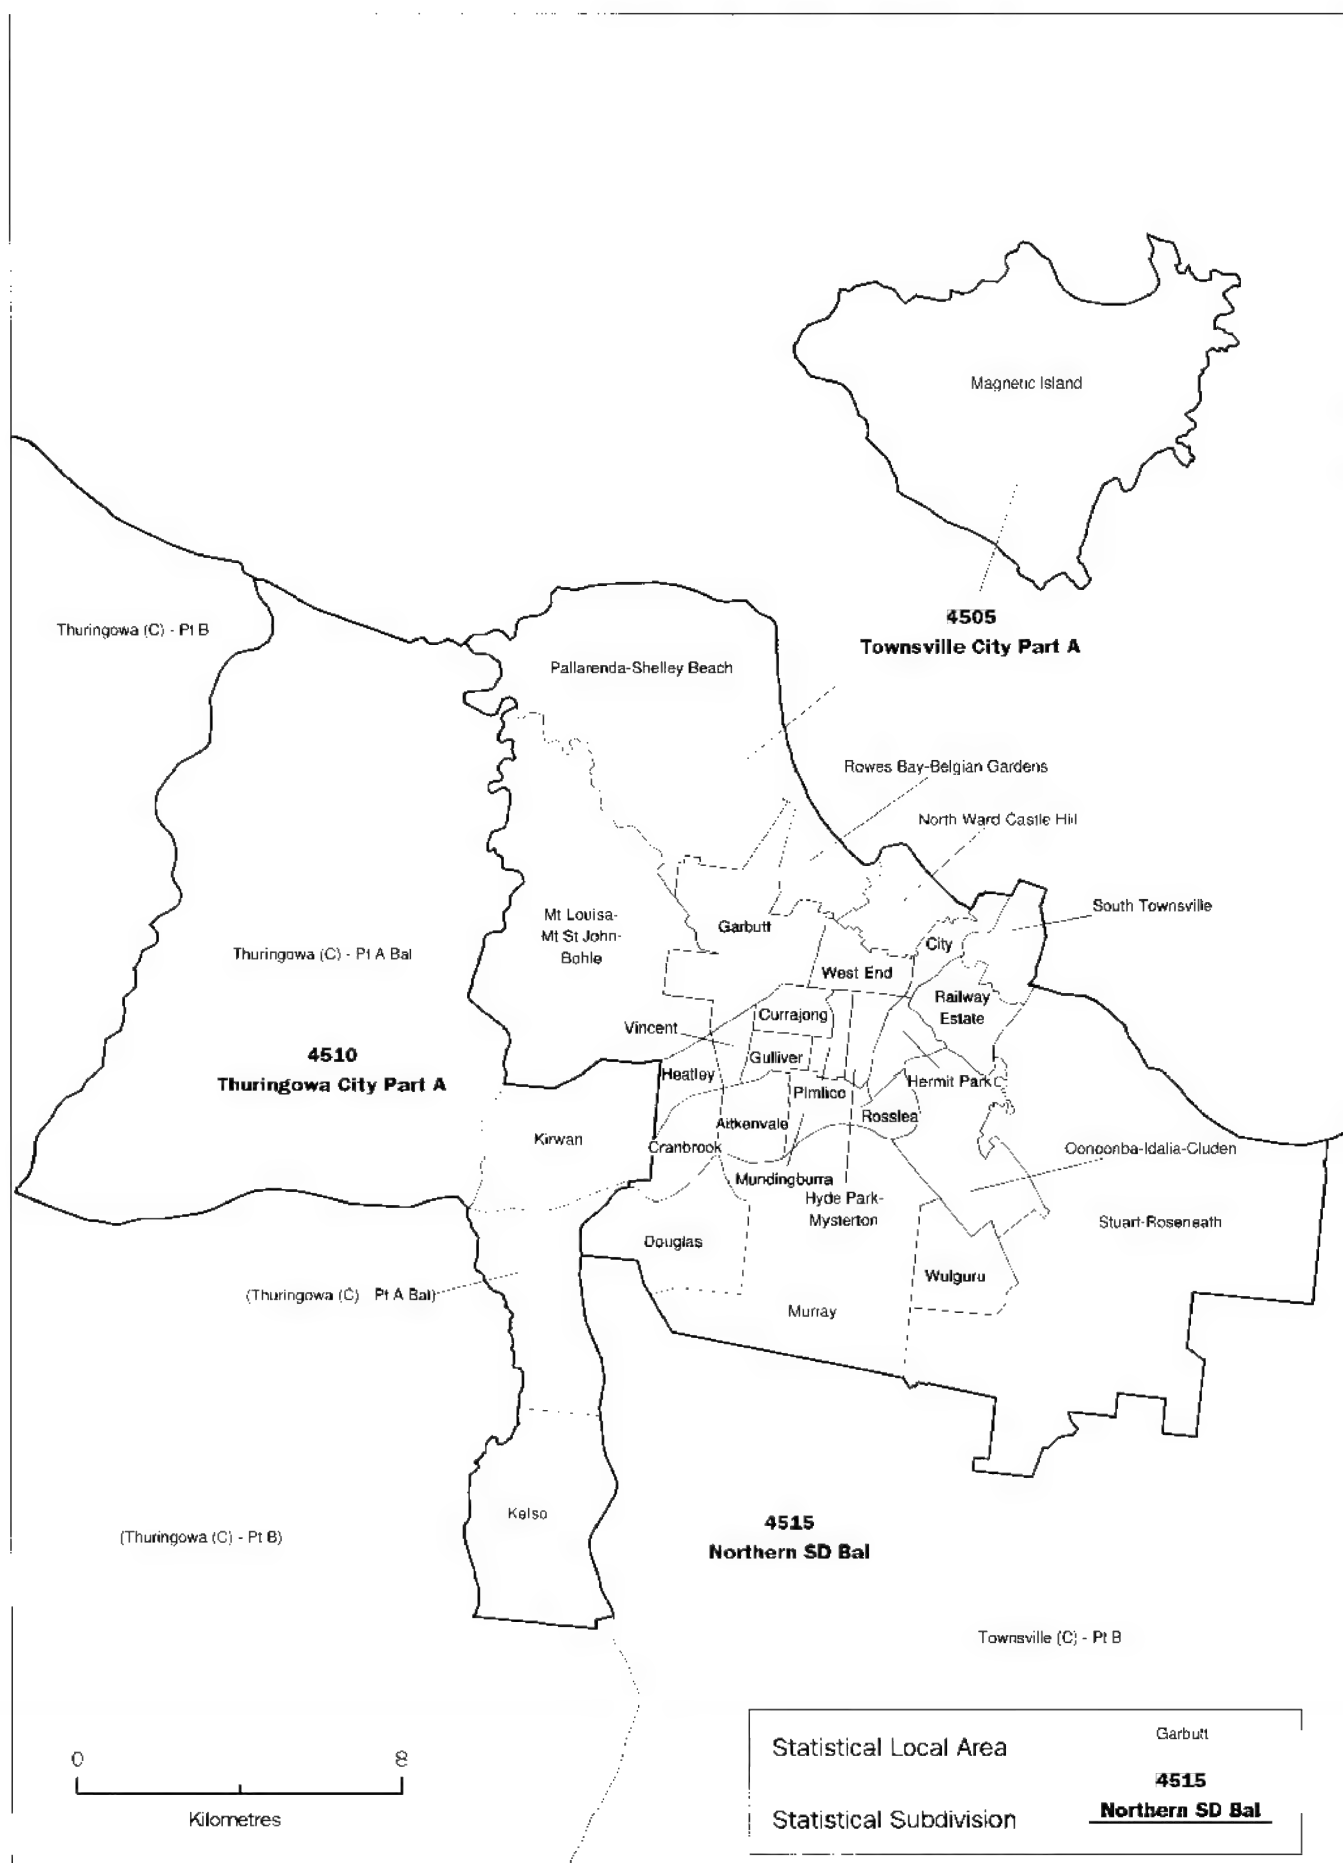 Magnetic Island
4505
Townsville City Part A
Thuringowa (C) - Pt B
Pallarenda-Shelley Beach
Rowes Bay-Belgian Gardens
North Ward Castle Hill
South Townsville
Mt Louisa-
Mt St John-
Bohle
Garbutt
City
Thuringowa (C) - Pt A Bal
West End
Railway
Estate
Currajong
Vincent
4510
Thuringowa City Part A
Gulliver
Heatley
Hermit Park
Pimlico
Rosslea
Aitkenvale
Kirwan
Cranbrook
Oonoonba-Idalia-Cluden
Mundingburra
Hyde Park-
Mysterton
Stuart-Roseneath
Douglas
Wulguru
(Thuringowa (C) Pt A Bal)
Murray
Kelso
4515
Northern SD Bal
(Thuringowa (C) - Pt B)
Townsville (C) - Pt B
0 8
Kilometres
Statistical Local Area
Garbutt
4515
Northern SD Bal
Statistical Subdivision